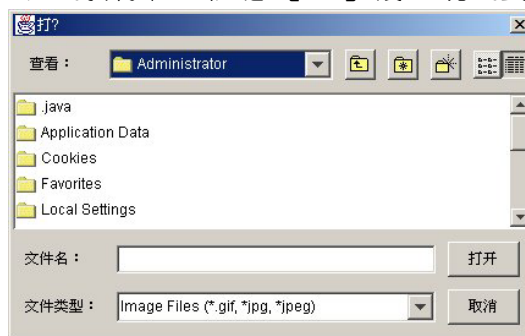 打?
查看：
Administrator
.java
Application Data
Cookies
Favorites
Local Settings
文件名：
打开
文件类型：
Image Files (*.gif, *jpg, *jpeg)
取消